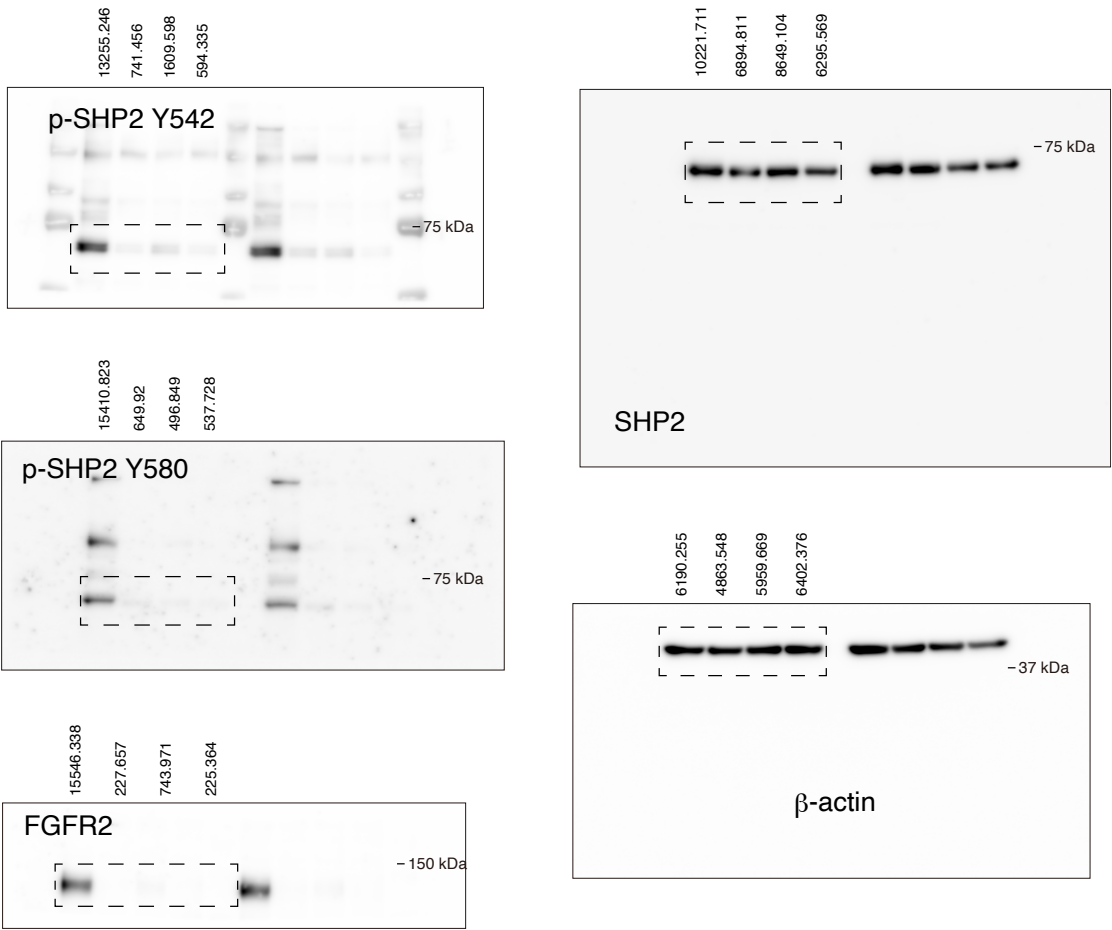 13255.246
741.456
1609.598
594.335
p-SHP2 Y542
75 kDa
15410.823
649.92
496.849
537.728
p-SHP2 Y580
75 kDa
15546.338
227.657
743.971
225.364
FGFR2
150 kDa
10221.711
6894.811
8649.104
6295.569
75 kDa
SHP2
6190.255
4863.548
5959.669
6402.376
37 kDa
β-actin